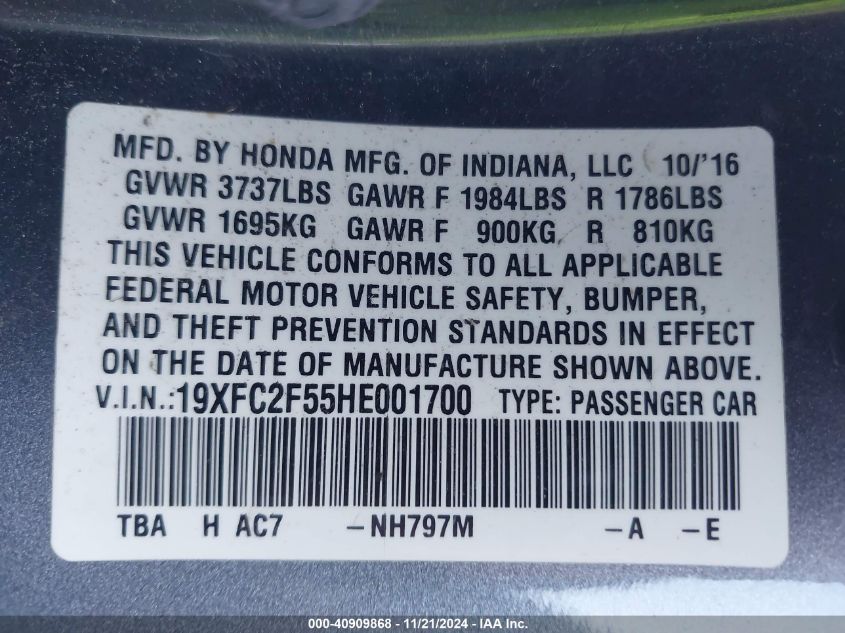 MFD. BY HONDA MFG. OF INDIANA, LLC 10/'16
GVWR 3737LBS GAWR F 1984LBS R 1786LBS
GVWR 1695KG GAWR F 900KG R 810KG
THIS VEHICLE CONFORMS TO ALL APPLICABLE
FEDERAL MOTOR VEHICLE SAFETY, BUMPER,
AND THEFT PREVENTION STANDARDS IN EFFECT
ON THE DATE OF MANUFACTURE SHOWN ABOVE.
V.I.N.:19XFC2F55HE001700 TYPE: PASSENGER CAR
TBA H AC7 -NH797M -A -E
000-40909868 - 11/21/2024 - IAA Inc.